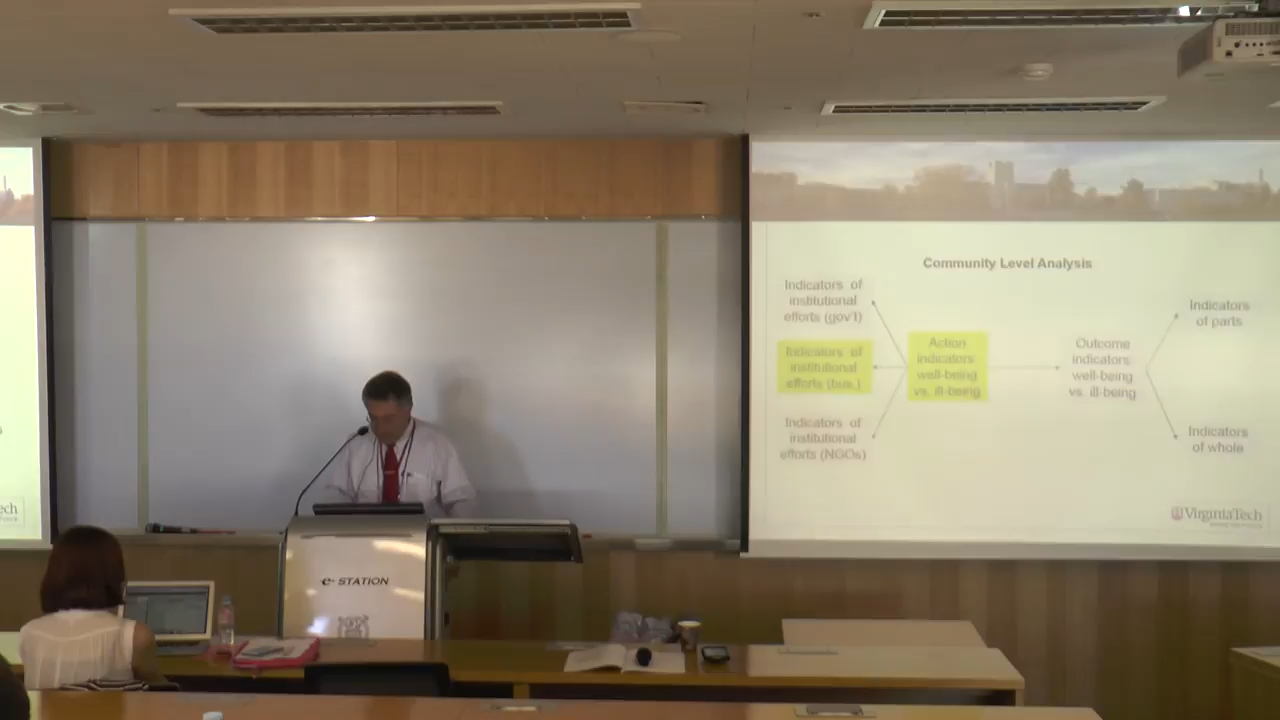 Community Level Analysis
Indicators of
institutional
efforts (gov't)
Indicators of
institutional
efforts (bus.)
Indicators of
institutional
efforts (NGOs)
Action
indicators
well-being
vs. ill-being
Outcome
indicators
well-being
vs. ill-being
Indicators
of parts
Indicators
of whole
VirginiaTech
ech
e-STATION